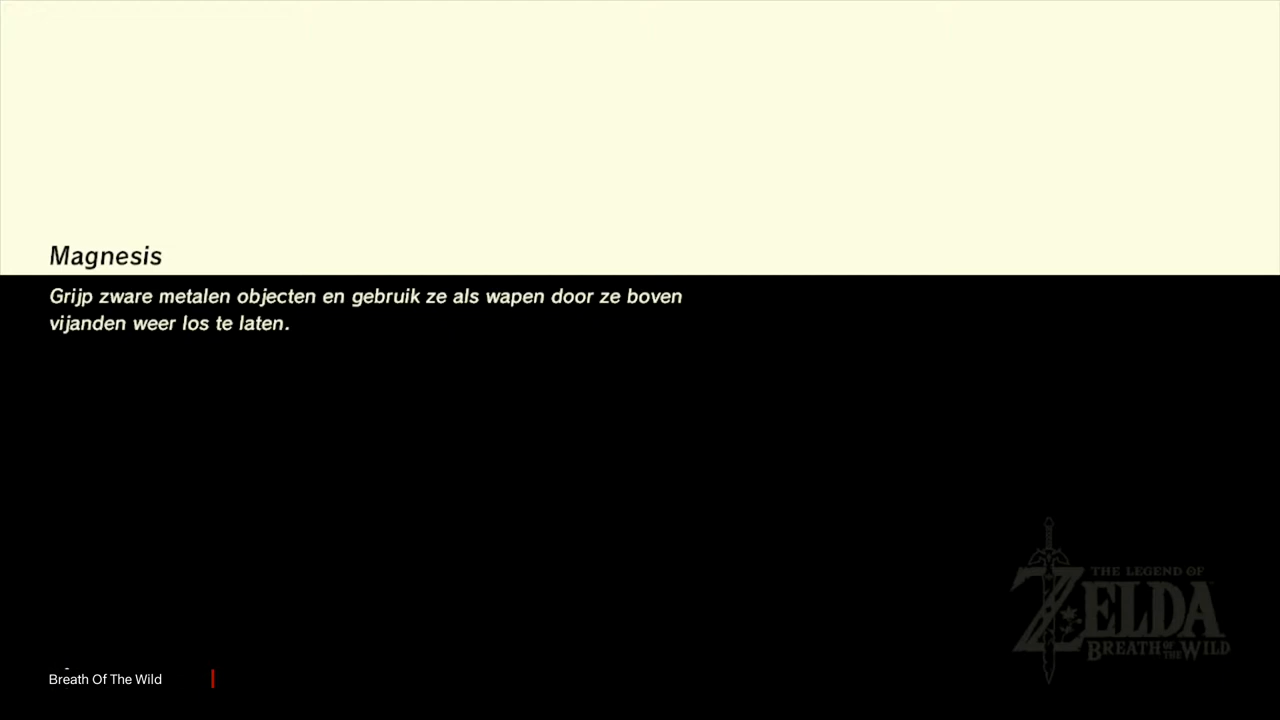 Magnesis
Grijp zware metalen objecten en gebruik ze als wapen door ze boven
vijanden weer los te laten.
THE LEGEND OF
ZELDA
BREATH OF THE WILD
Breath Of The Wild